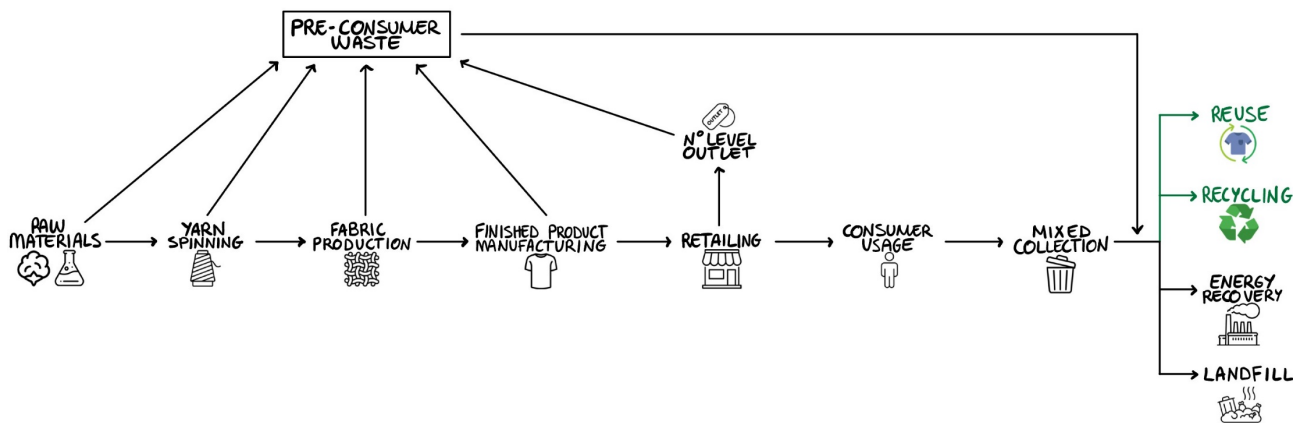 PRE-CONSUMER
WASTE
OUTLET
N° LEVEL
OUTLET
REUSE
RECYCLING
RAW
MATERIALS
YARN
SPINNING
FABRIC
PRODUCTION
FINISHED PRODUCT
MANUFACTURING
RETAILING
CONSUMER
USAGE
MIXED
COLLECTION
ENERGY
RECOVERY
LANDFILL